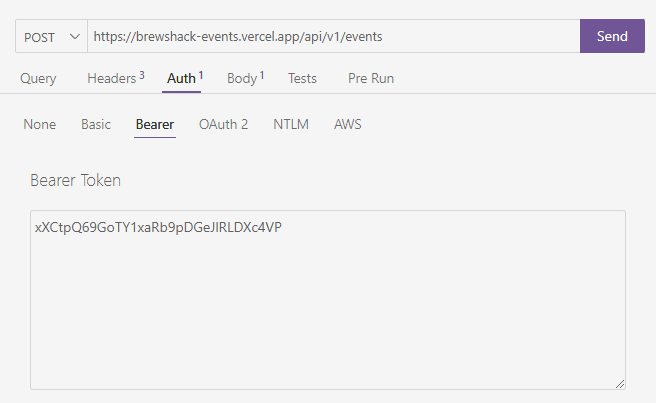 POST https://brewshack-events.vercel.app/api/v1/events Send
Query Headers 3 Auth 1 Body 1 Tests Pre Run
None Basic Bearer OAuth 2 NTLM AWS
Bearer Token
xXCtpQ69GoTY1xaRb9pDGeJIRLDXc4VP